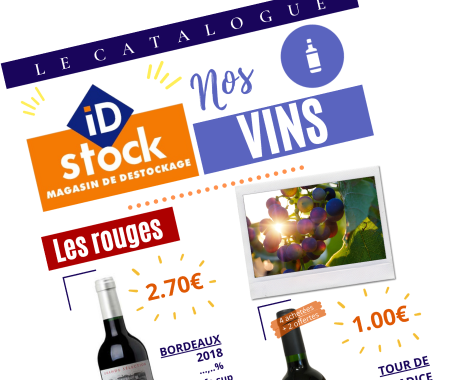 LE CATALOGUE
Nos
VINS
iD
stock
MAGASIN DE DESTOCKAGE
Les rouges
2.70€
BORDEAUX
2018
...,..%
4 achetées
+ 2 offertes
1.00€
TOUR DE